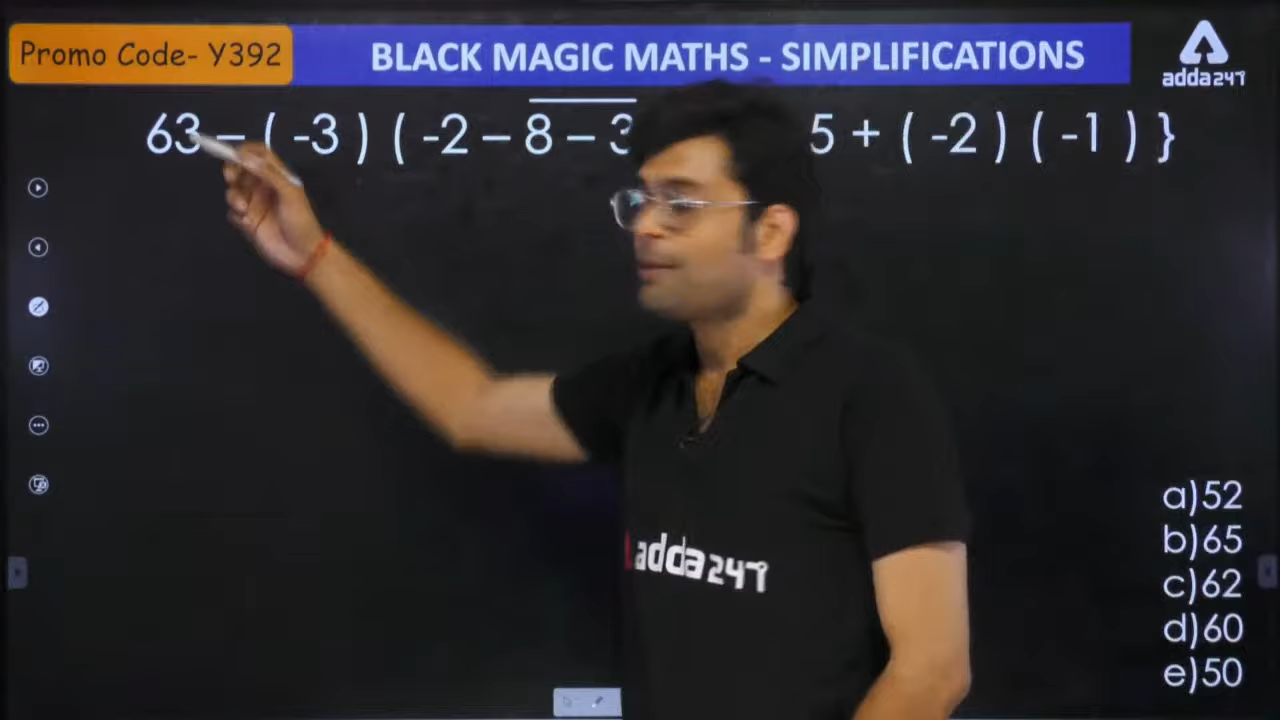 Promo Code- Y392
BLACK MAGIC MATHS - SIMPLIFICATIONS
adda247
63 – ( -3 ) ( -2 – 8 – 3 5 + ( -2 ) ( -1 ) }
adda247
a)52
b)65
c)62
d)60
e)50